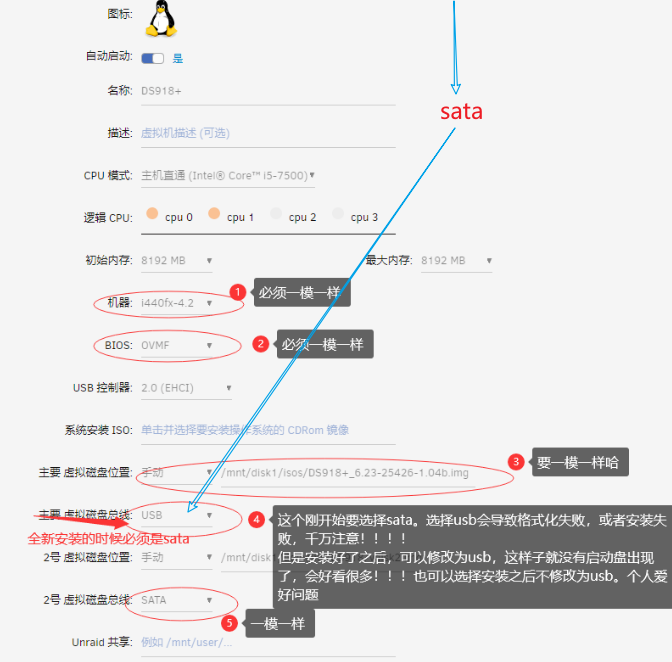 图标:
自动启动: 是
sata
名称: DS918+
描述: 虚拟机描述 (可选)
CPU 模式: 主机直通 (Intel® Core™ i5-7500)
逻辑 CPU: cpu 0 cpu 1 cpu 2 cpu 3
初始内存: 8192 MB 最大内存: 8192 MB
机器: i440fx-4.2 1 必须一模一样
BIOS: OVMF 2 必须一模一样
USB 控制器: 2.0 (EHCI)
系统安装 ISO: 单击并选择要安装操作系统的 CDRom 镜像
3 要一模一样哈
主要 虚拟磁盘位置: 手动 /mnt/disk1/isos/DS918+_6.23-25426-1.04b.img
主要 虚拟磁盘总线: USB
全新安装的时候必须是sata
4 这个刚开始要选择sata。选择usb会导致格式化失败，或者安装失
败，千万注意！！！！
但是安装好了之后，可以修改为usb，这样子就没有启动盘出现
了，会好看很多！！！也可以选择安装之后不修改为usb。个人爱
好问题
2号 虚拟磁盘位置: 手动 /mnt/disk
2号 虚拟磁盘总线: SATA
5 一模一样
Unraid 共享: 例如 /mnt/user/...